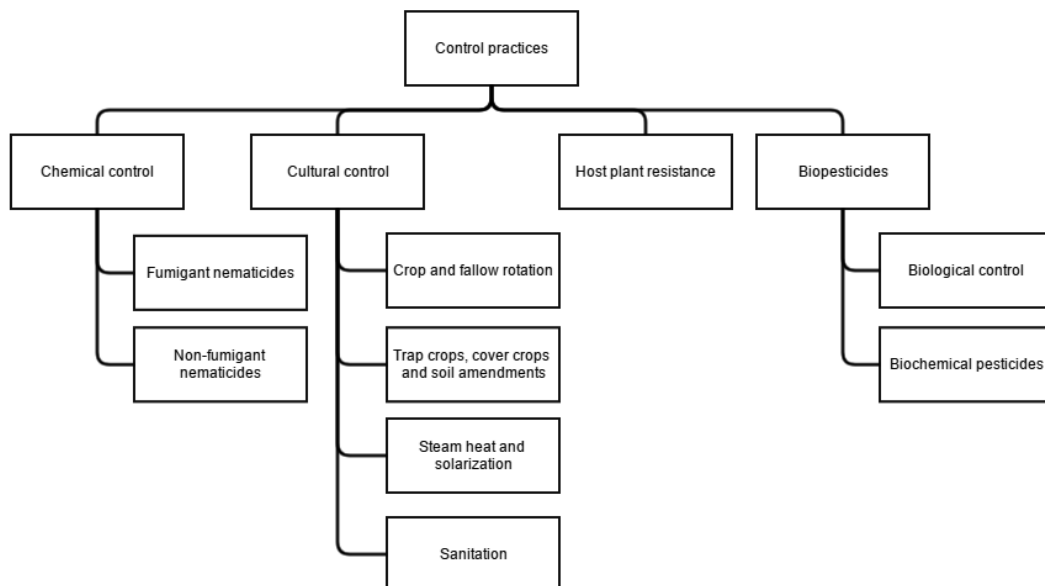 Control practices
Chemical control
Cultural control
Host plant resistance
Biopesticides
Fumigant nematicides
Non-fumigant
nematicides
Crop and fallow rotation
Trap crops, cover crops
and soil amendments
Steam heat and
solarization
Sanitation
Biological control
Biochemical pesticides